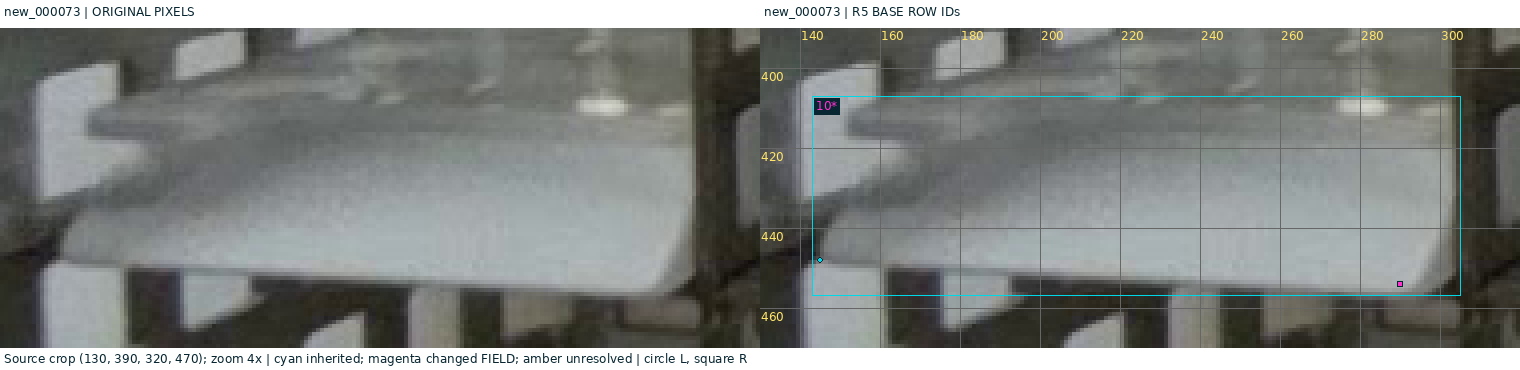 new_000073 | ORIGINAL PIXELS
new_000073 | R5 BASE ROW IDs
140 160 180 200 220 240 260 280 300
400
10*
420
440
460
Source crop (130, 390, 320, 470); zoom 4x | cyan inherited; magenta changed FIELD; amber unresolved | circle L, square R